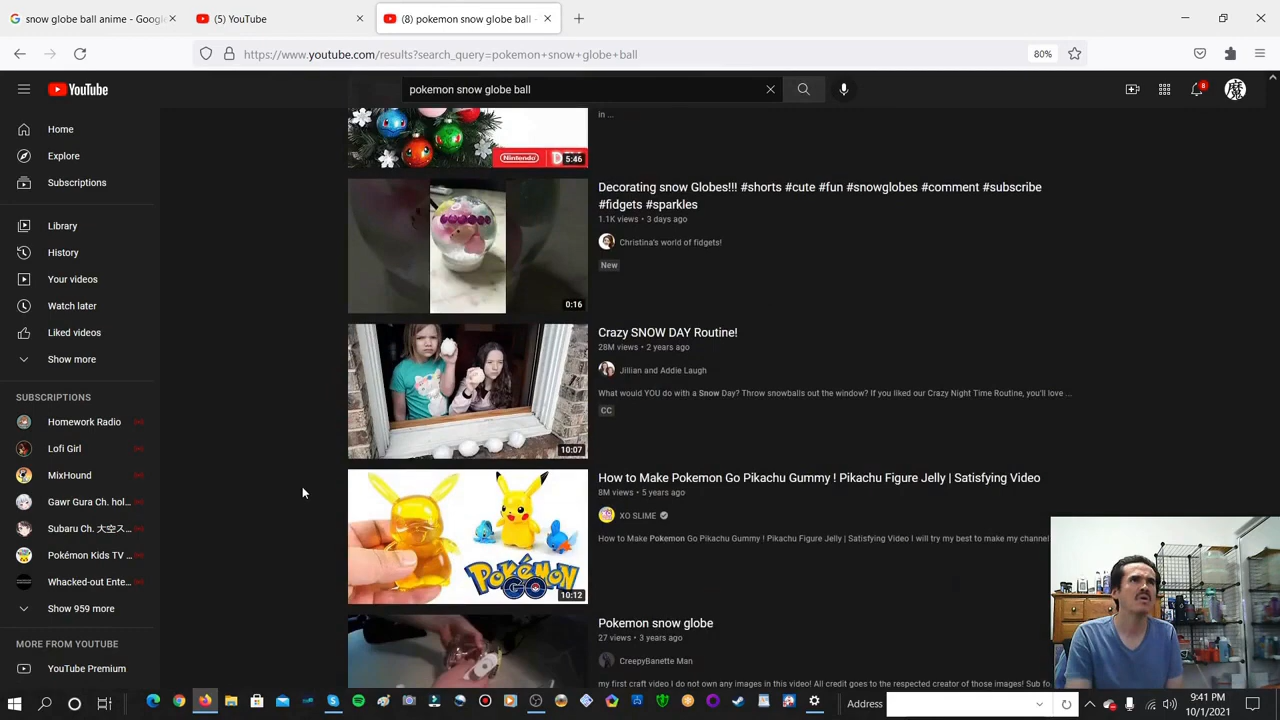 snow globe ball anime - Googl
(5) YouTube
(8) pokemon snow globe ball -
https://www.youtube.com/results?search_query=pokemon+snow+globe+ball
80%
YouTube
pokemon snow globe ball
8
魔
Home
Explore
Subscriptions
Library
History
Your videos
Watch later
Liked videos
Show more
SUBSCRIPTIONS
Homework Radio
Lofi Girl
MixHound
Gawr Gura Ch. hol...
Subaru Ch. 大空ス...
Pokémon Kids TV ...
Whacked-out Ente...
Show 959 more
MORE FROM YOUTUBE
YouTube Premium
in ...
Nintendo
5:46
Decorating snow Globes!!! #shorts #cute #fun #snowglobes #comment #subscribe
#fidgets #sparkles
1.1K views • 3 days ago
Christina's world of fidgets!
New
0:16
Crazy SNOW DAY Routine!
28M views • 2 years ago
Jillian and Addie Laugh
What would YOU do with a Snow Day? Throw snowballs out the window? If you liked our Crazy Night Time Routine, you'll love ...
CC
10:07
How to Make Pokemon Go Pikachu Gummy ! Pikachu Figure Jelly | Satisfying Video
8M views • 5 years ago
XO SLIME
How to Make Pokemon Go Pikachu Gummy ! Pikachu Figure Jelly | Satisfying Video I will try my best to make my channel
POKÉMON
GO
10:12
Pokemon snow globe
27 views • 3 years ago
CreepyBanette Man
my first craft video I do not own any images in this video! All credit goes to the respected creator of those images! Sub fo
Address
9:41 PM
10/1/2021